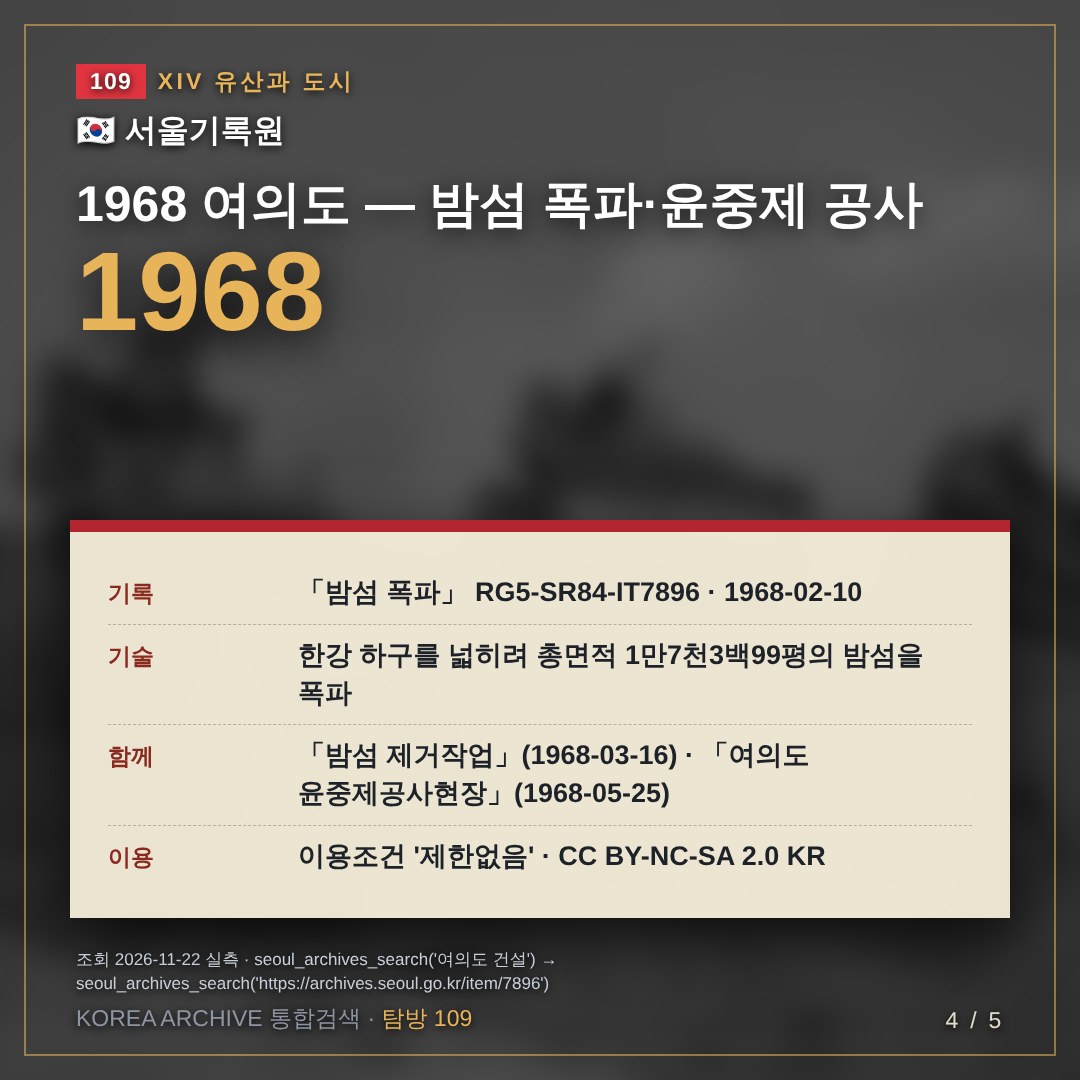 109 XIV 유산과 도시
🇰🇷 서울기록원
1968 여의도 — 밤섬 폭파·윤중제 공사
1968
기록 「밤섬 폭파」 RG5-SR84-IT7896 · 1968-02-10
기술 한강 하구를 넓히려 총면적 1만7천3백99평의 밤섬을
폭파
함께 「밤섬 제거작업」(1968-03-16) · 「여의도
윤중제공사현장」(1968-05-25)
이용 이용조건 '제한없음' · CC BY-NC-SA 2.0 KR
조회 2026-11-22 실측 · seoul_archives_search('여의도 건설') →
seoul_archives_search('https://archives.seoul.go.kr/item/7896')
KOREA ARCHIVE 통합검색 · 탐방 109
4 / 5